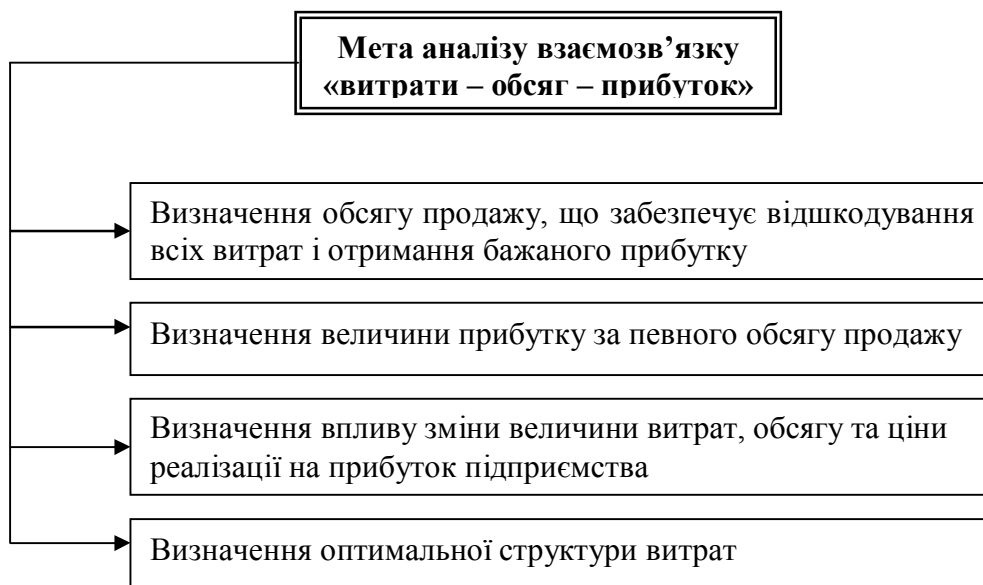 Мета аналізу взаємозв’язку
«витрати – обсяг – прибуток»
Визначення обсягу продажу, що забезпечує відшкодування
всіх витрат і отримання бажаного прибутку
Визначення величини прибутку за певного обсягу продажу
Визначення впливу зміни величини витрат, обсягу та ціни
реалізації на прибуток підприємства
Визначення оптимальної структури витрат